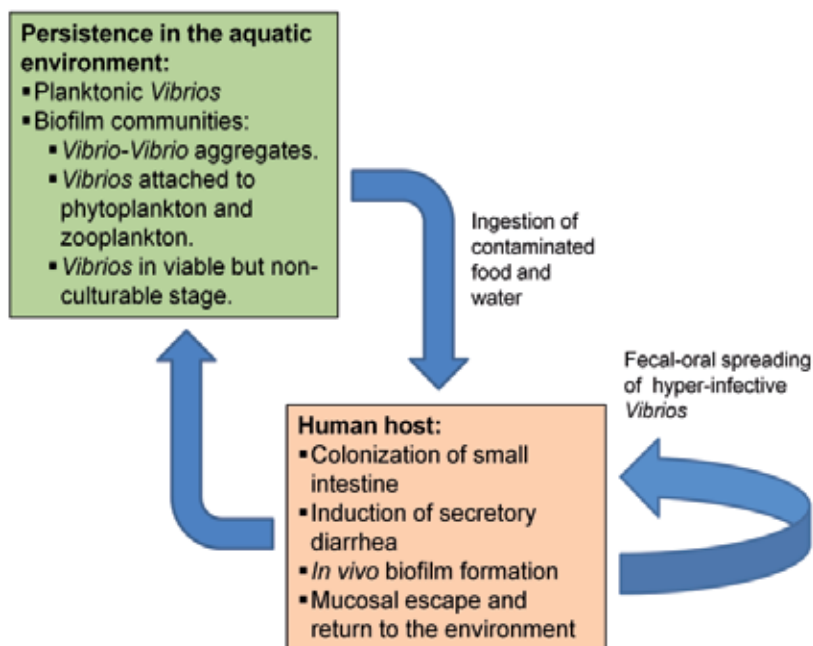 Persistence in the aquatic
environment:
▪Planktonic Vibrios
▪Biofilm communities:
▪Vibrio-Vibrio aggregates.
▪Vibrios attached to
phytoplankton and
zooplankton.
▪Vibrios in viable but non-
culturable stage.
Ingestion of
contaminated
food and
water
Fecal-oral spreading
of hyper-infective
Vibrios
Human host:
▪Colonization of small
intestine
▪Induction of secretory
diarrhea
▪In vivo biofilm formation
▪Mucosal escape and
return to the environment